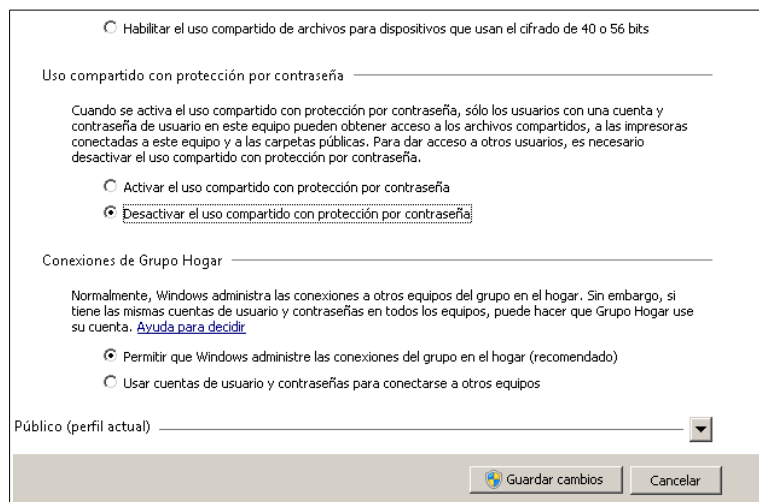 Habilitar el uso compartido de archivos para dispositivos que usan el cifrado de 40 o 56 bits
Uso compartido con protección por contraseña
Cuando se activa el uso compartido con protección por contraseña, sólo los usuarios con una cuenta y
contraseña de usuario en este equipo pueden obtener acceso a los archivos compartidos, a las impresoras
conectadas a este equipo y a las carpetas públicas. Para dar acceso a otros usuarios, es necesario
desactivar el uso compartido con protección por contraseña.
Activar el uso compartido con protección por contraseña
Desactivar el uso compartido con protección por contraseña
Conexiones de Grupo Hogar
Normalmente, Windows administra las conexiones a otros equipos del grupo en el hogar. Sin embargo, si
tiene las mismas cuentas de usuario y contraseñas en todos los equipos, puede hacer que Grupo Hogar use
su cuenta. Ayuda para decidir
Permitir que Windows administre las conexiones del grupo en el hogar (recomendado)
Usar cuentas de usuario y contraseñas para conectarse a otros equipos
Público (perfil actual)
Guardar cambios Cancelar